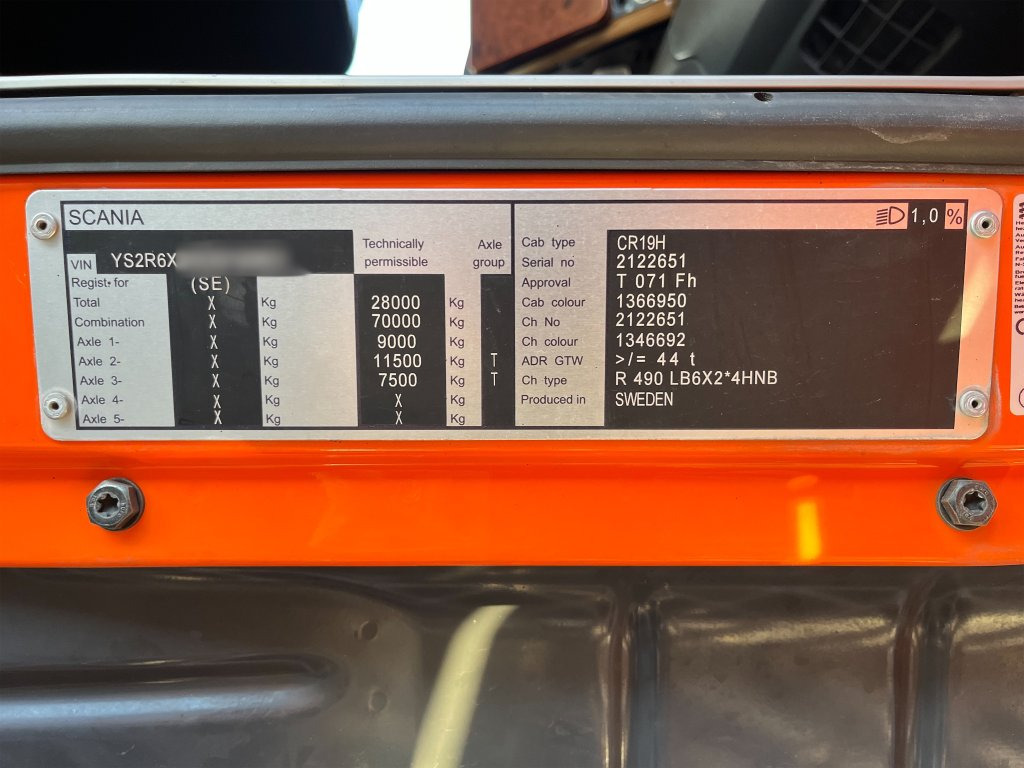 SCANIA 1,0 %
VIN YS2R6X Technically permissible Axle group
Regist. for (SE)
Total X Kg 28000 Kg
Combination X Kg 70000 Kg
Axle 1- X Kg 9000 Kg
Axle 2- X Kg 11500 Kg T
Axle 3- X Kg 7500 Kg T
Axle 4- X Kg X Kg
Axle 5- X Kg X Kg
Cab type CR19H
Serial no 2122651
Approval T 071 Fh
Cab colour 1366950
Ch No 2122651
Ch colour 1346692
ADR GTW >/= 44 t
Ch type R 490 LB6X2*4HNB
Produced in SWEDEN